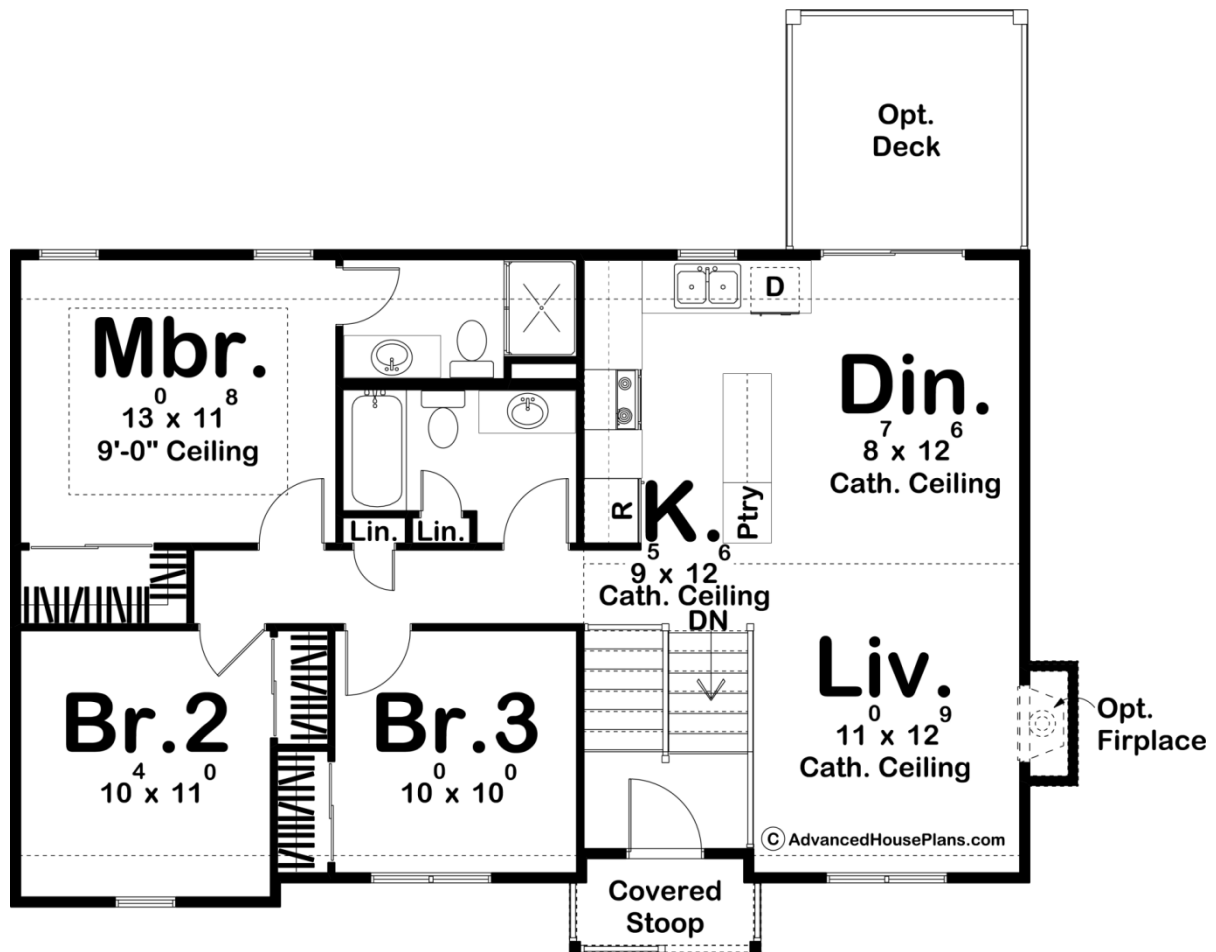 Opt.
Deck
D
Mbr.
13⁰ x 11⁸
9'-0" Ceiling
Din.
8⁷ x 12⁶
Cath. Ceiling
R
K.
Ptry
9⁵ x 12⁶
Cath. Ceiling
Lin.
Lin.
DN
Br.2
10⁴ x 11⁰
Br.3
10⁰ x 10⁰
Liv.
11⁰ x 12⁹
Cath. Ceiling
Opt.
Firplace
C AdvancedHousePlans.com
Covered
Stoop